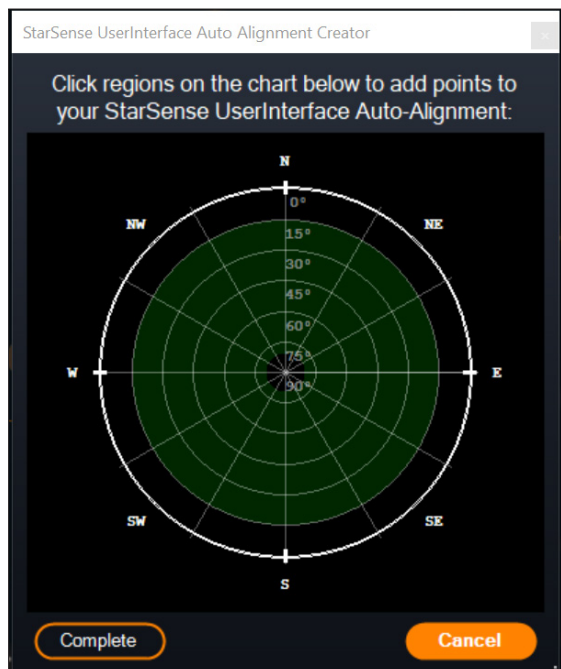 StarSense UserInterface Auto Alignment Creator
x
Click regions on the chart below to add points to
your StarSense UserInterface Auto-Alignment:
N
0°
NW
NE
15°
30°
45°
60°
75°
W
E
90°
SW
SE
S
Complete
Cancel